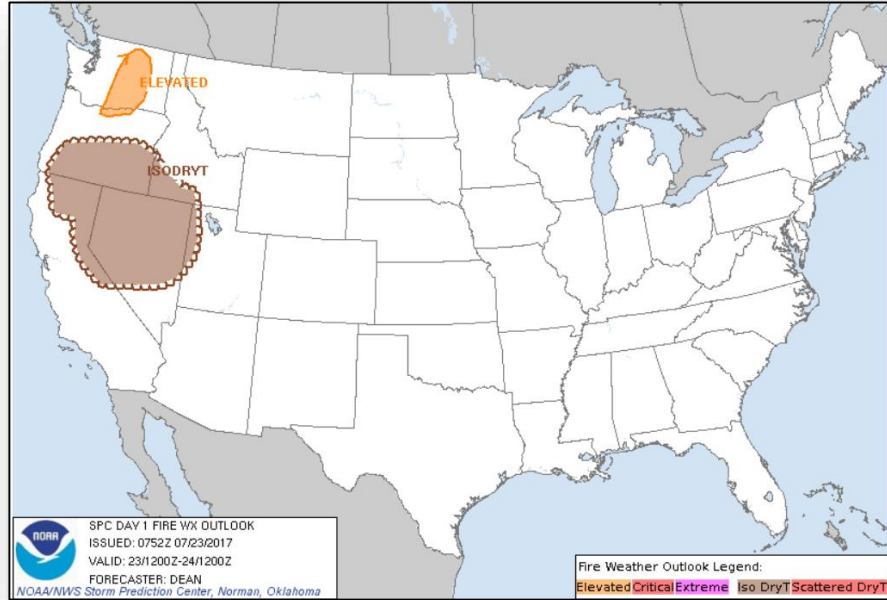 ELEVATED
ISODRYT
NOAA
SPC DAY 1 FIRE WX OUTLOOK
ISSUED: 0752Z 07/23/2017
VALID: 23/1200Z-24/1200Z
FORECASTER: DEAN
NOAA/NWS Storm Prediction Center, Norman, Oklahoma
Fire Weather Outlook Legend:
Elevated Critical Extreme Iso DryT Scattered DryT